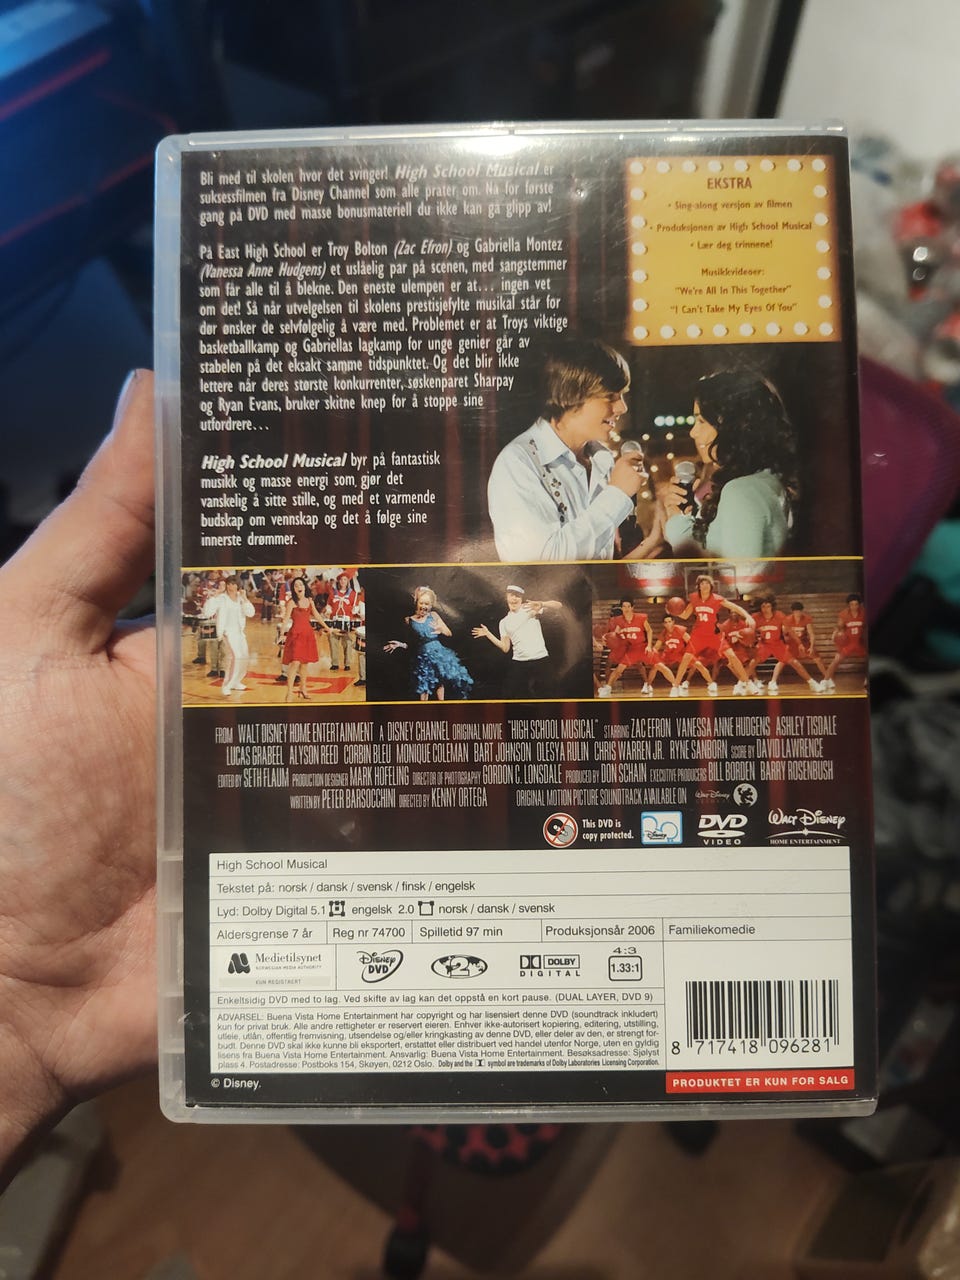 Bli med til skolen hvor det svinger! High School Musical er
suksessfilmen fra Disney Channel som alle prater om. Nå for første
gang på DVD med masse bonusmateriell du ikke kan gå glipp av!
På East High School er Troy Bolton (Zac Efron) og Gabriella Montez
(Vanessa Anne Hudgens) et uslåelig par på scenen, med sangstemmer
som får alle til å blekne. Den eneste ulempen er at... ingen vet
om det! Så når utvelgelsen til skolens prestisjefylte musikal står for
dør ønsker de selvfølgelig å være med. Problemet er at Troys viktige
basketballkamp og Gabriellas lagkamp for unge genier går av
stabelen på det eksakt samme tidspunktet. Og det blir ikke
lettere når deres største konkurrenter, søskenparet Sharpay
og Ryan Evans, bruker skitne knep for å stoppe sine
utfordrere...
High School Musical byr på fantastisk
musikk og masse energi som gjør det
vanskelig å sitte stille, og med et varmende
budskap om vennskap og det å følge sine
innerste drømmer.
EKSTRA
• Sing-along versjon av filmen
• Produksjonen av High School Musical
• Lær deg trinnene!
Musikkvideoer:
"We're All In This Together"
"I Can't Take My Eyes Of You"
14
FROM WALT DISNEY HOME ENTERTAINMENT A DISNEY CHANNEL ORIGINAL MOVIE "HIGH SCHOOL MUSICAL" STARRING ZAC EFRON VANESSA ANNE HUDGENS ASHLEY TISDALE
LUCAS GRABEEL ALYSON REED CORBIN BLEU MONIQUE COLEMAN BART JOHNSON OLESYA RULIN CHRIS WARREN JR. RYNE SANBORN SCORE BY DAVID LAWRENCE
EDITED BY SETH FLAUM PRODUCTION DESIGNER MARK HOFELING DIRECTOR OF PHOTOGRAPHY GORDON C. LONSDALE PRODUCED BY DON SCHAIN EXECUTIVE PRODUCERS BILL BORDEN BARRY ROSENBUSH
WRITTEN BY PETER BARSOCCHINI DIRECTED BY KENNY ORTEGA ORIGINAL MOTION PICTURE SOUNDTRACK AVAILABLE ON Walt Disney
This DVD is
copy protected.
DVD
VIDEO
WALT DISNEY
HOME ENTERTAINMENT
High School Musical
Tekstet på: norsk / dansk / svensk / finsk / engelsk
Lyd: Dolby Digital 5.1 engelsk 2.0 norsk / dansk / svensk
Aldersgrense 7 år Reg nr 74700 Spilletid 97 min Produksjonsår 2006 Familiekomedie
Medietilsynet
NORWEGIAN MEDIA AUTHORITY
KUN REGISTRERT
Disney
DVD
2
DOLBY
DIGITAL
4:3
1.33:1
Enkeltsidig DVD med to lag. Ved skifte av lag kan det oppstå en kort pause. (DUAL LAYER, DVD 9)
ADVARSEL: Buena Vista Home Entertainment har copyright og har lisensiert denne DVD (soundtrack inkludert)
kun for privat bruk. Alle andre rettigheter er reservert eieren. Enhver ikke-autorisert kopiering, editering, utstilling,
utleie, utlån, offentlig fremvisning, utsendelse og/eller kringkasting av denne DVD, eller deler av den, er strengt for-
budt. Denne DVD skal ikke kunne bli eksportert, erstattet eller distribuert ved handel utenfor Norge, uten en gyldig
lisens fra Buena Vista Home Entertainment. Ansvarlig: Buena Vista Home Entertainment. Besøksadresse: Sjølyst
plass 4. Postadresse: Postboks 154, Skøyen, 0212 Oslo. Dolby and the symbol are trademarks of Dolby Laboratories Licensing Corporation.
8 717418 096281
PRODUKTET ER KUN FOR SALG
© Disney.